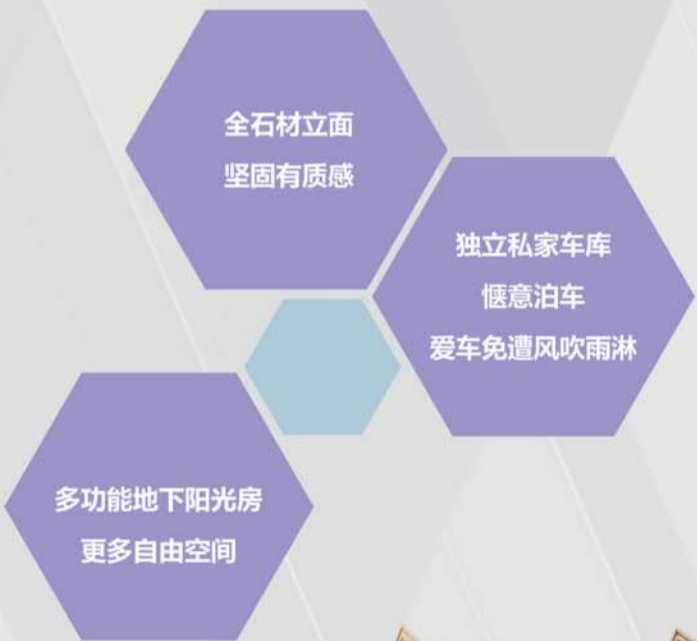 全石材立面
坚固有质感
独立私家车库
惬意泊车
爱车免遭风吹雨淋
多功能地下阳光房
更多自由空间